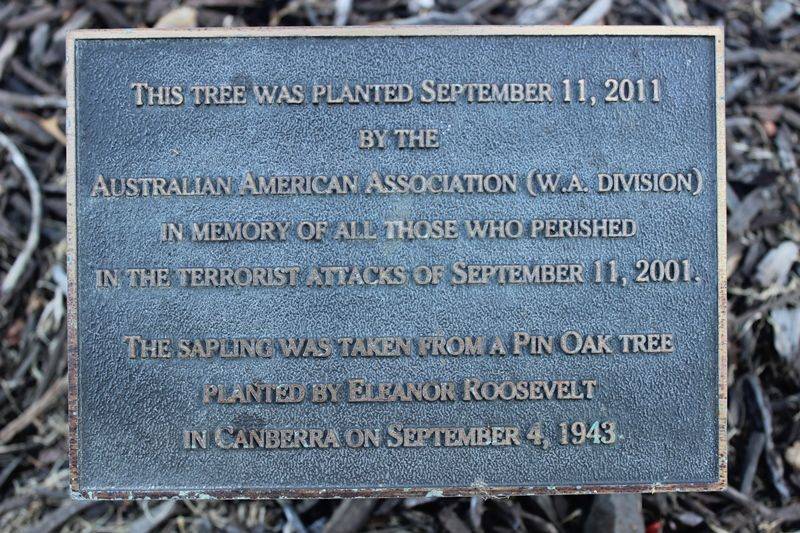 THIS TREE WAS PLANTED SEPTEMBER 11, 2011
BY THE
AUSTRALIAN AMERICAN ASSOCIATION (W.A. DIVISION)
IN MEMORY OF ALL THOSE WHO PERISHED
IN THE TERRORIST ATTACKS OF SEPTEMBER 11, 2001.
THE SAPLING WAS TAKEN FROM A PIN OAK TREE
PLANTED BY ELEANOR ROOSEVELT
IN CANBERRA ON SEPTEMBER 4, 1943.